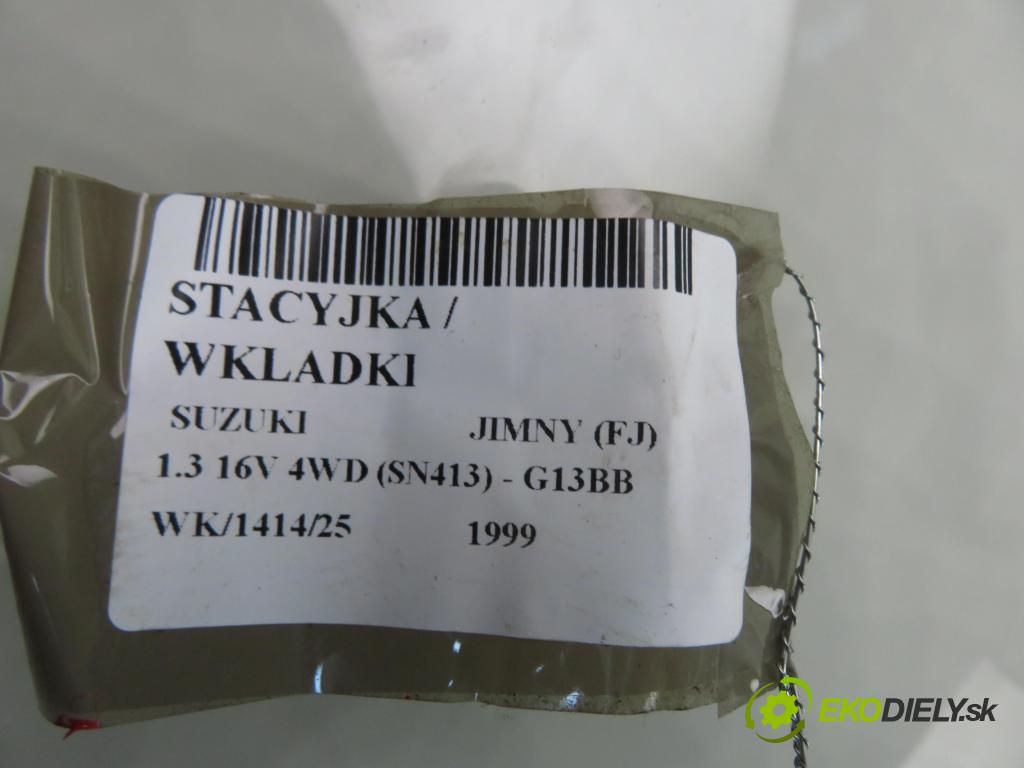 STACYJKA /
WKLADKI
SUZUKI JIMNY (FJ)
1.3 16V 4WD (SN413) - G13BB
WK/1414/25 1999
EKODIELY.sk